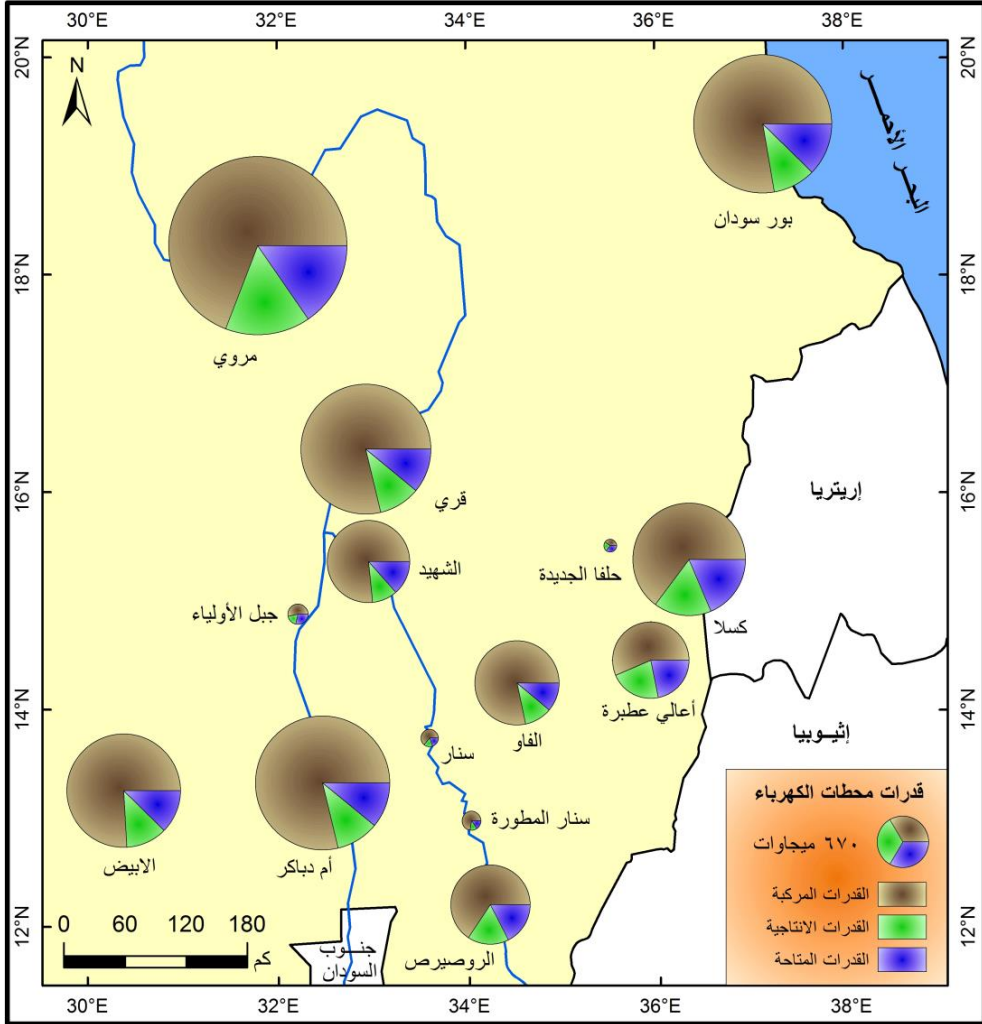 30°E 32°E 34°E 36°E 38°E
20°N 20°N
N
البحر الأحمر
بور سودان
18°N 18°N
مروي
قري
16°N 16°N
إريتريا
الشهيد
حلفا الجديدة
جبل الأولياء
كسلا
أعالي عطبرة
14°N 14°N
الفاو
إثيـوبيا
سنار
قدرات محطات الكهرباء
٦٧٠ ميجاوات
القدرات المركبة
القدرات الانتاجية
القدرات المتاحة
سنار المطورة
الابيض
أم دباكر
12°N 12°N
الروصيرص
جنـوب
السودان
0 60 120 180
كم
30°E 32°E 34°E 36°E 38°E